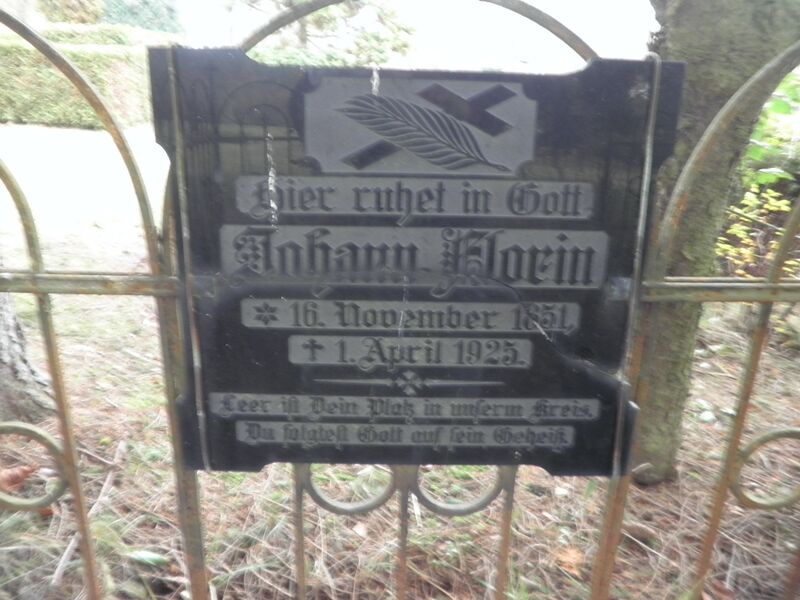 Hier ruhet in Gott
Johann Florin
* 16. November 1851,
† 1. April 1925.
Leer ist Dein Platz in unserm Kreis.
Du folgtest Gott auf sein Geheiß.